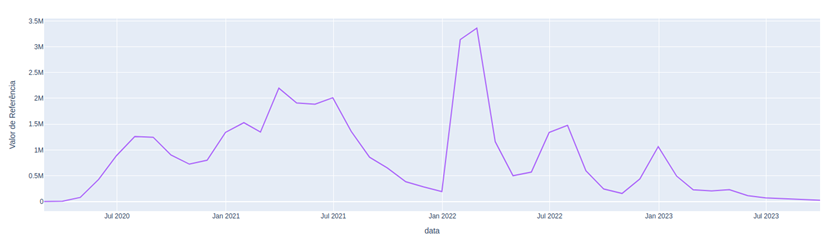 3.5M
3M
2.5M
2M
1.5M
1M
0.5M
0
Valor de Referência
Jul 2020 Jan 2021 Jul 2021 Jan 2022 Jul 2022 Jan 2023 Jul 2023
data